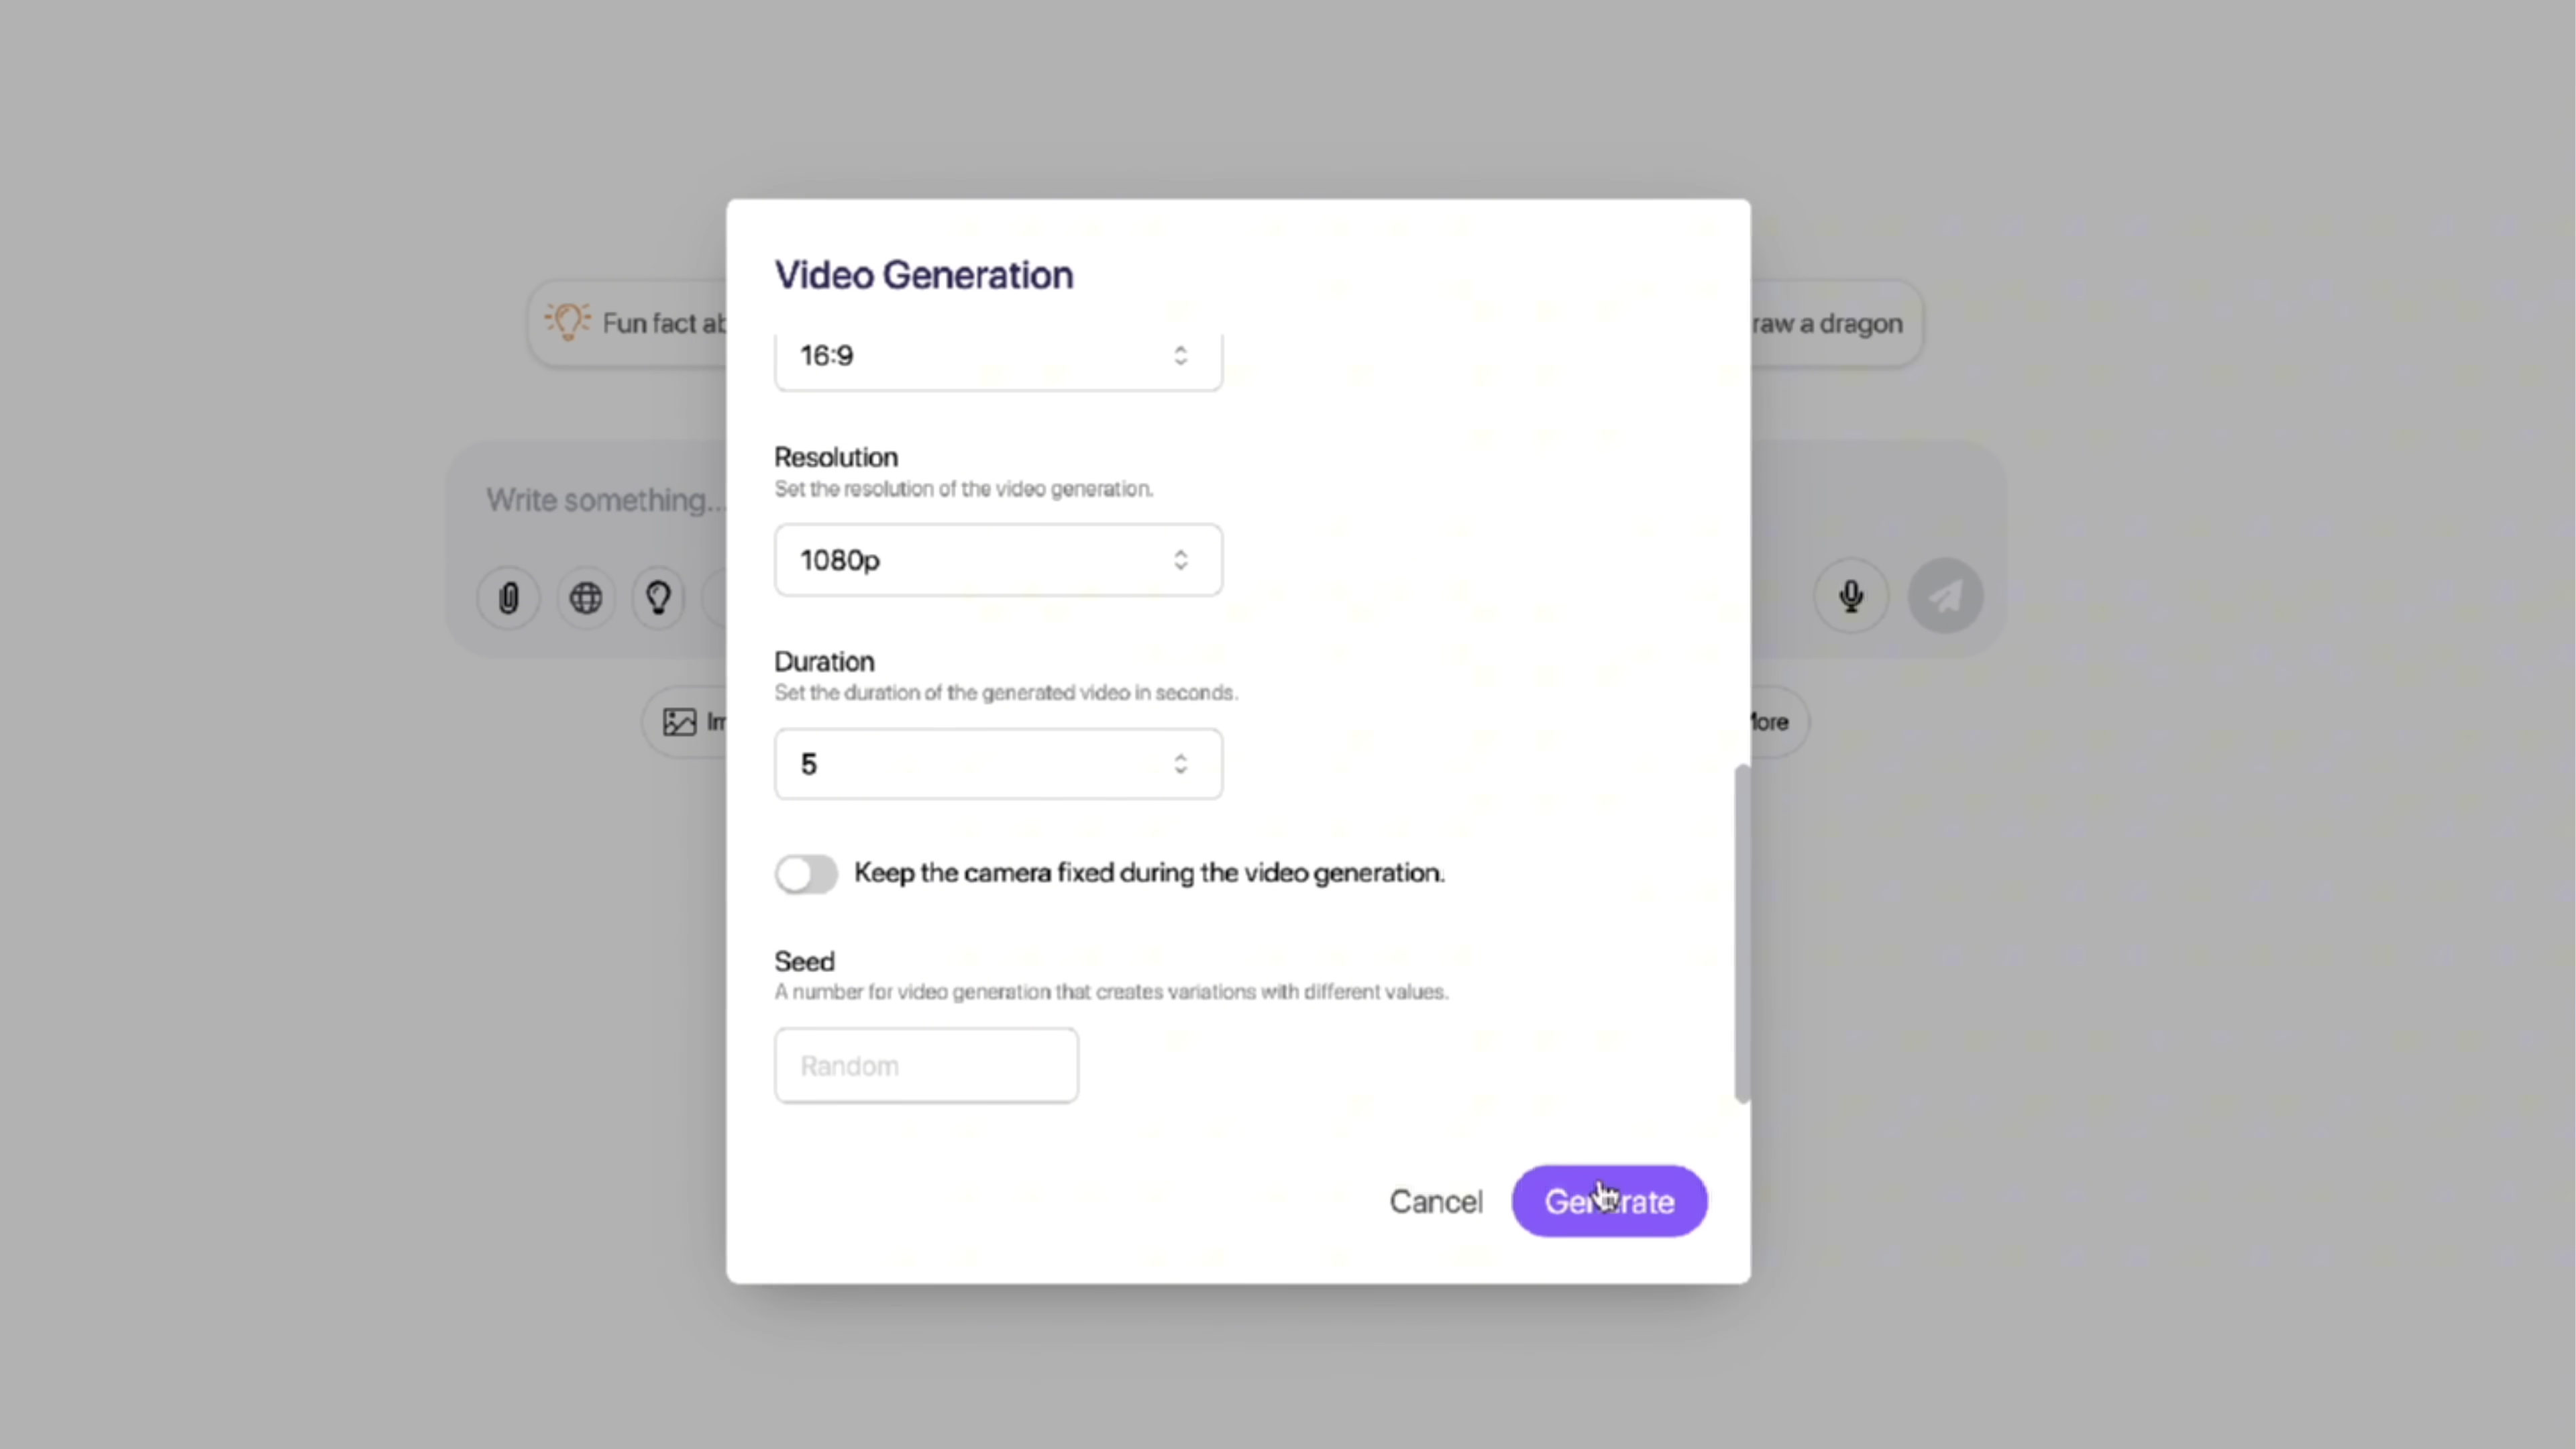 Video Generation
Fun fact ab
raw a dragon
16:9
Resolution
Set the resolution of the video generation.
Write something...
1080p
Duration
Set the duration of the generated video in seconds.
Im
More
5
Keep the camera fixed during the video generation.
Seed
A number for video generation that creates variations with different values.
Random
Cancel
Generate